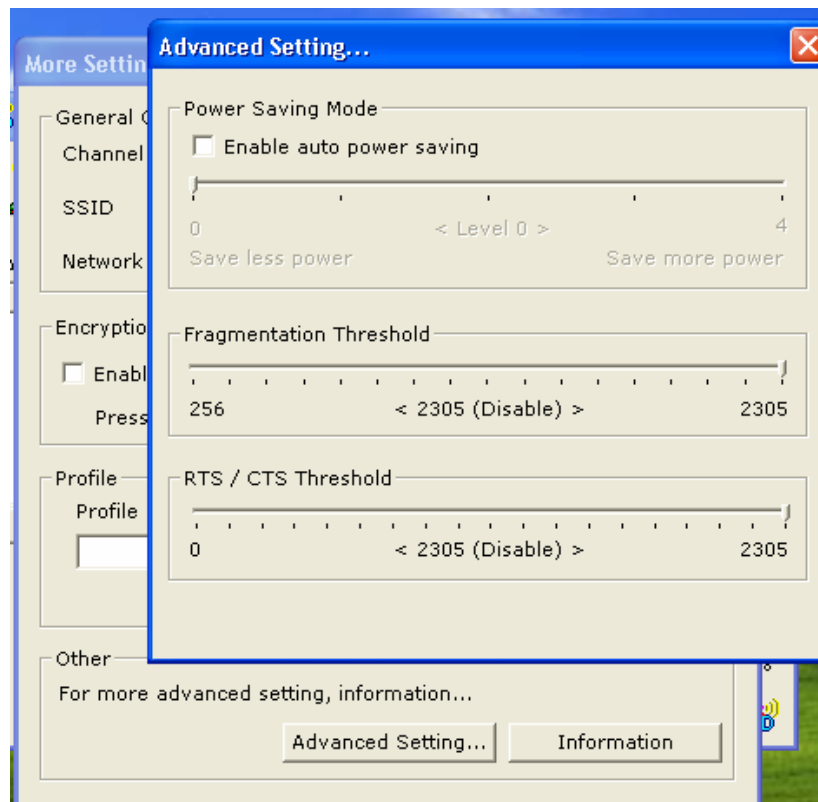 Advanced Setting...
Power Saving Mode
Enable auto power saving
0 < Level 0 > 4
Save less power Save more power
Fragmentation Threshold
256 < 2305 (Disable) > 2305
RTS / CTS Threshold
0 < 2305 (Disable) > 2305
More Settin
General
Channel
SSID
Network
Encryptio
Enabl
Press
Profile
Profile
Other
For more advanced setting, information...
Advanced Setting... Information